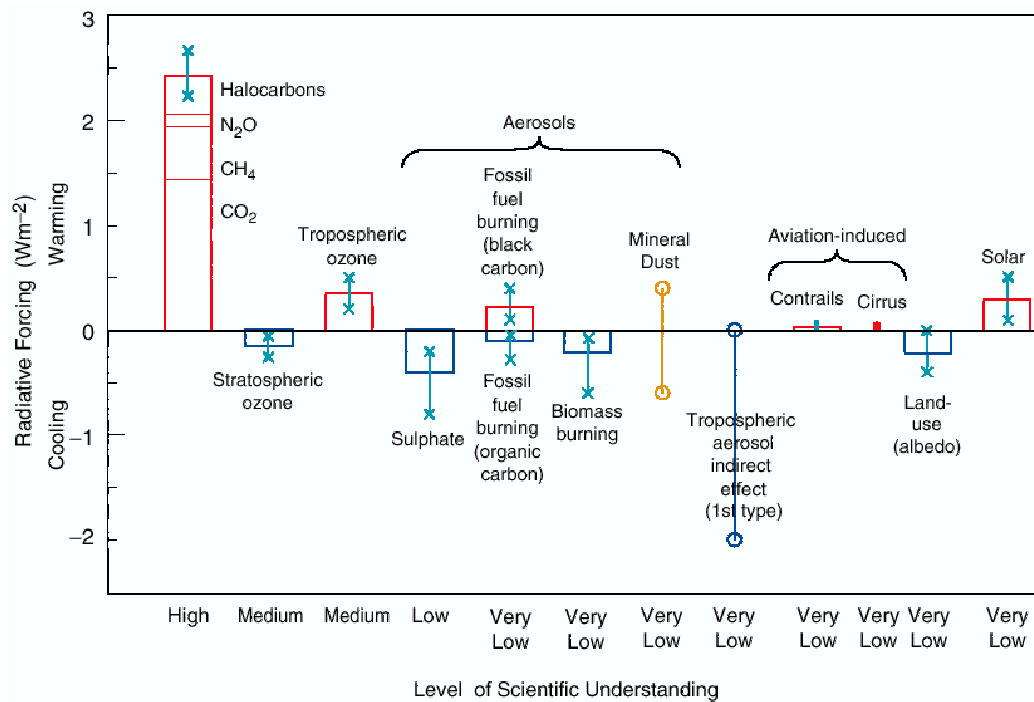 3
2
1
0
−1
−2
Radiative Forcing (Wm−2)
Cooling Warming
Halocarbons
N2O
CH4
CO2
Stratospheric
ozone
Tropospheric
ozone
Aerosols
Sulphate
Fossil
fuel
burning
(black
carbon)
Fossil
fuel
burning
(organic
carbon)
Biomass
burning
Mineral
Dust
Tropospheric
aerosol
indirect
effect
(1st type)
Aviation-induced
Contrails Cirrus
Land-
use
(albedo)
Solar
High Medium Medium Low Very Very Very Very Very Very Very Very
Low Low Low Low Low Low Low Low
Level of Scientific Understanding